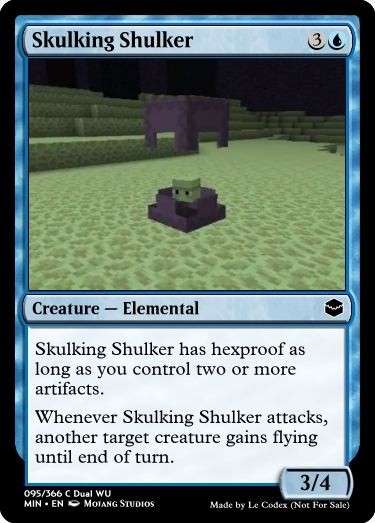 Skulking Shulker 3
Creature — Elemental
Skulking Shulker has hexproof as
long as you control two or more
artifacts.
Whenever Skulking Shulker attacks,
another target creature gains flying
until end of turn.
3/4
095/366 C Dual WU
MIN • EN Mojang Studios
Made by Le Codex (Not For Sale)